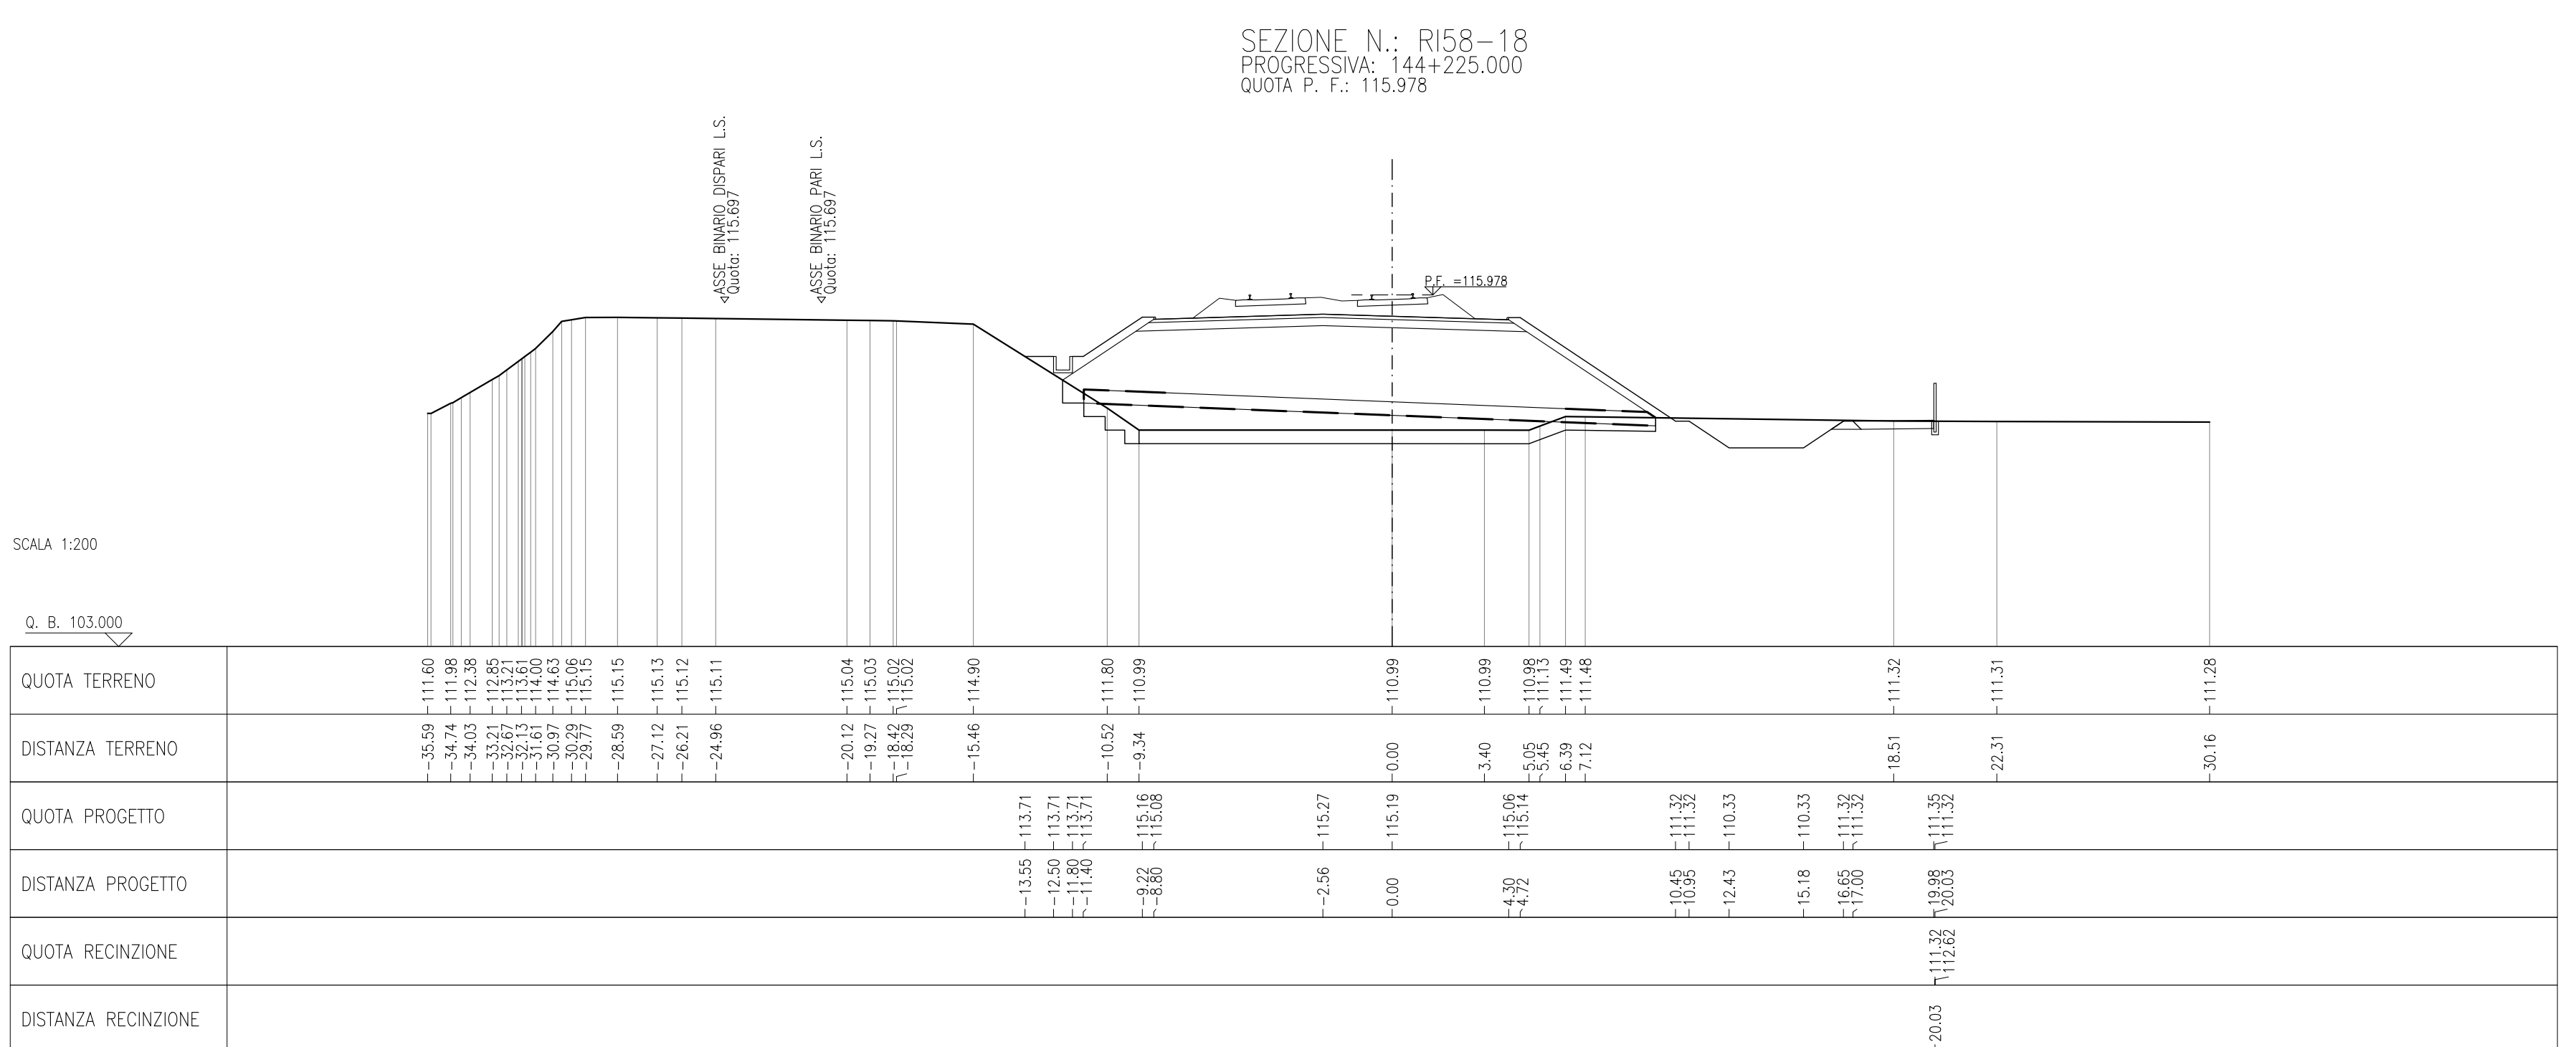 SEZIONE N.: RI58-18
PROGRESSIVA: 144+225.000
QUOTA P. F.: 115.978
ASSE BINARIO DISPARI L.S.
Quota: 115.697
ASSE BINARIO PARI L.S.
Quota: 115.697
P.F. =115.978
SCALA 1:200
Q. B. 103.000
QUOTA TERRENO 111.60 111.98 112.38 112.85 113.21 113.61 114.00 114.63 115.06 115.15 115.15 115.13 115.12 115.11 115.04 115.03 115.02 115.02 114.90 111.80 110.99 110.99 110.99 110.98 111.13 111.49 111.48 111.32 111.31 111.28
DISTANZA TERRENO -35.59 -34.74 -34.03 -33.21 -32.67 -32.13 -31.61 -30.97 -30.29 -29.77 -28.59 -27.12 -26.21 -24.96 -20.12 -19.27 -18.42 -18.29 -15.46 -10.52 -9.34 0.00 3.40 5.05 5.45 6.39 7.12 18.51 22.31 30.16
QUOTA PROGETTO 113.71 113.71 113.71 113.71 115.16 115.08 115.27 115.19 115.06 115.14 111.32 111.32 110.33 110.33 111.32 111.32 111.35 111.32
DISTANZA PROGETTO -13.55 -12.50 -11.80 -11.40 -9.22 -8.80 -2.56 0.00 4.30 4.72 10.45 10.95 12.43 15.18 16.65 17.00 19.98 20.03
QUOTA RECINZIONE 111.32 112.62
DISTANZA RECINZIONE 20.03